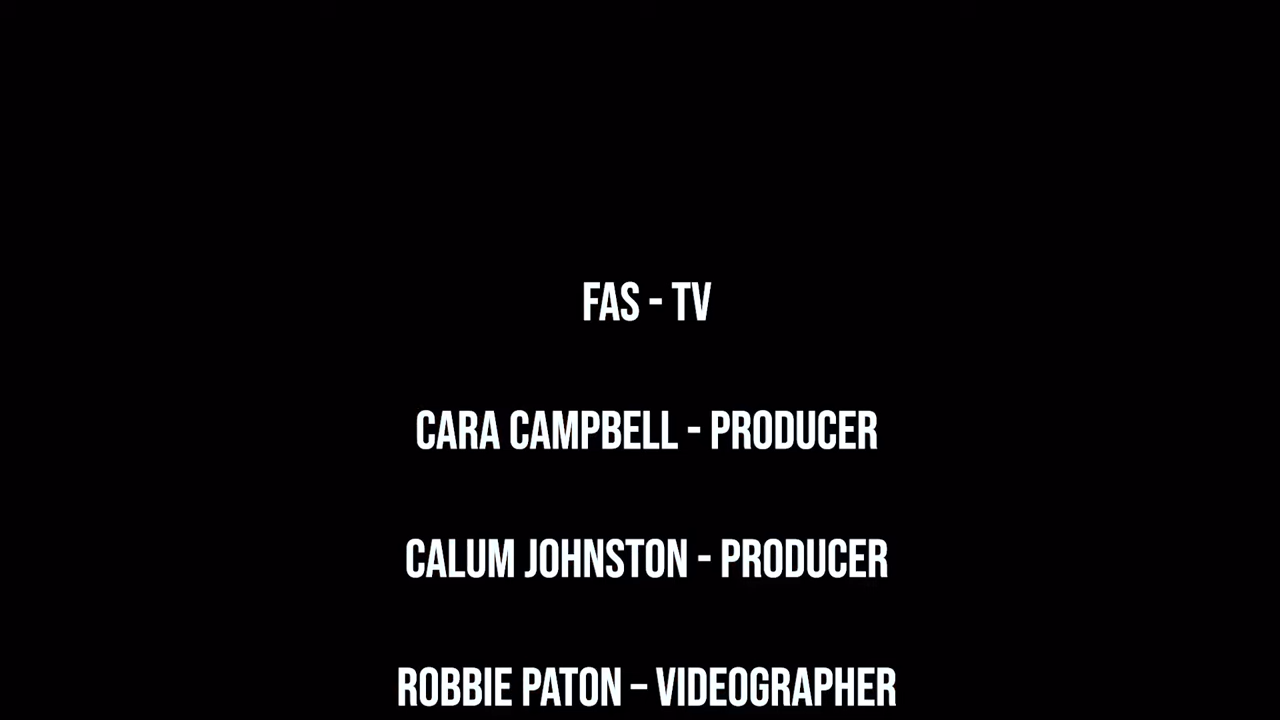 FAS - TV
CARA CAMPBELL - PRODUCER
CALUM JOHNSTON - PRODUCER
ROBBIE PATON – VIDEOGRAPHER